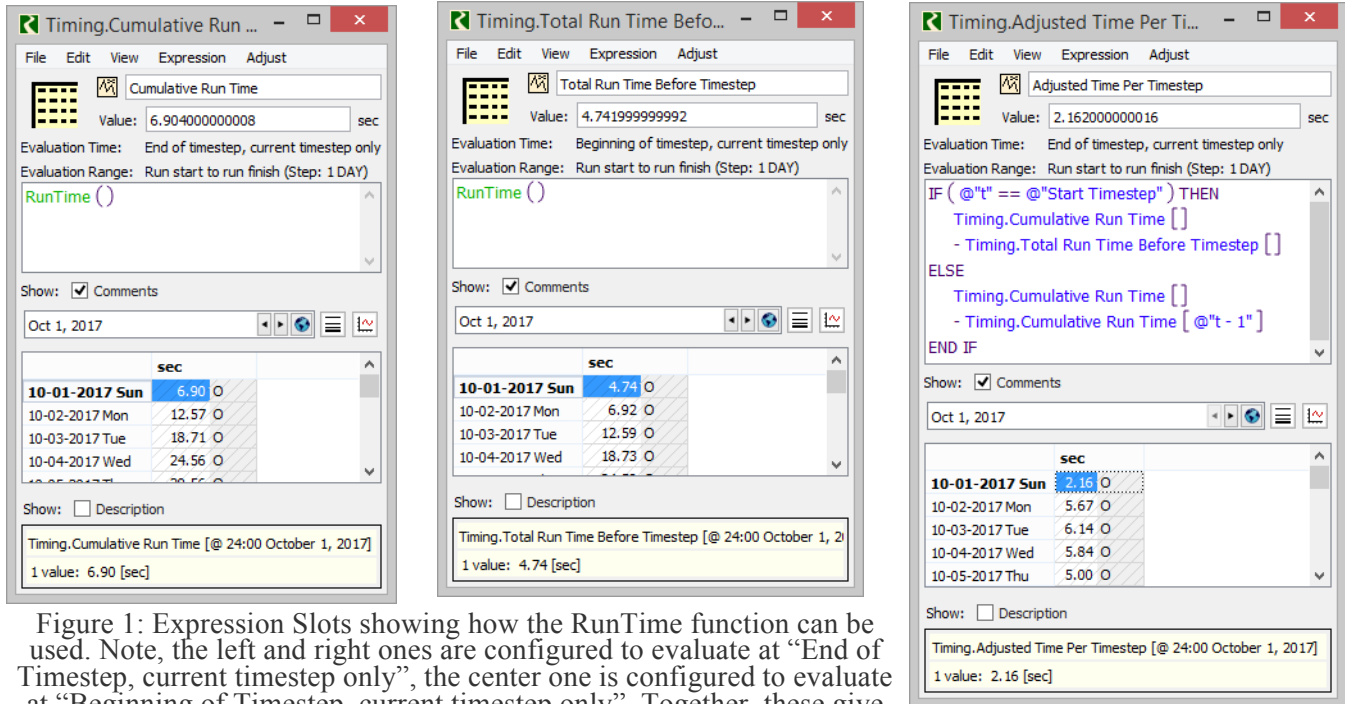 Timing.Cumulative Run ...
File Edit View Expression Adjust
Cumulative Run Time
Value: 6.904000000008 sec
Evaluation Time: End of timestep, current timestep only
Evaluation Range: Run start to run finish (Step: 1 DAY)
RunTime ()
Show: Comments
Oct 1, 2017
sec
10-01-2017 Sun 6.90 O
10-02-2017 Mon 12.57 O
10-03-2017 Tue 18.71 O
10-04-2017 Wed 24.56 O
Show: Description
Timing.Cumulative Run Time [@ 24:00 October 1, 2017]
1 value: 6.90 [sec]
Timing.Total Run Time Befo...
File Edit View Expression Adjust
Total Run Time Before Timestep
Value: 4.741999999992 sec
Evaluation Time: Beginning of timestep, current timestep only
Evaluation Range: Run start to run finish (Step: 1 DAY)
RunTime ()
Show: Comments
Oct 1, 2017
sec
10-01-2017 Sun 4.74 O
10-02-2017 Mon 6.92 O
10-03-2017 Tue 12.59 O
10-04-2017 Wed 18.73 O
Show: Description
Timing.Total Run Time Before Timestep [@ 24:00 October 1, 2
1 value: 4.74 [sec]
Timing.Adjusted Time Per Ti...
File Edit View Expression Adjust
Adjusted Time Per Timestep
Value: 2.162000000016 sec
Evaluation Time: End of timestep, current timestep only
Evaluation Range: Run start to run finish (Step: 1 DAY)
IF ( @"t" == @"Start Timestep" ) THEN
Timing.Cumulative Run Time []
- Timing.Total Run Time Before Timestep []
ELSE
Timing.Cumulative Run Time []
- Timing.Cumulative Run Time [ @"t - 1" ]
END IF
Show: Comments
Oct 1, 2017
sec
10-01-2017 Sun 2.16 O
10-02-2017 Mon 5.67 O
10-03-2017 Tue 6.14 O
10-04-2017 Wed 5.84 O
10-05-2017 Thu 5.00 O
Show: Description
Timing.Adjusted Time Per Timestep [@ 24:00 October 1, 2017]
1 value: 2.16 [sec]
Figure 1: Expression Slots showing how the RunTime function can be
used. Note, the left and right ones are configured to evaluate at “End of
Timestep, current timestep only”, the center one is configured to evaluate
at “Beginning of Timestep, current timestep only”. Together, these give